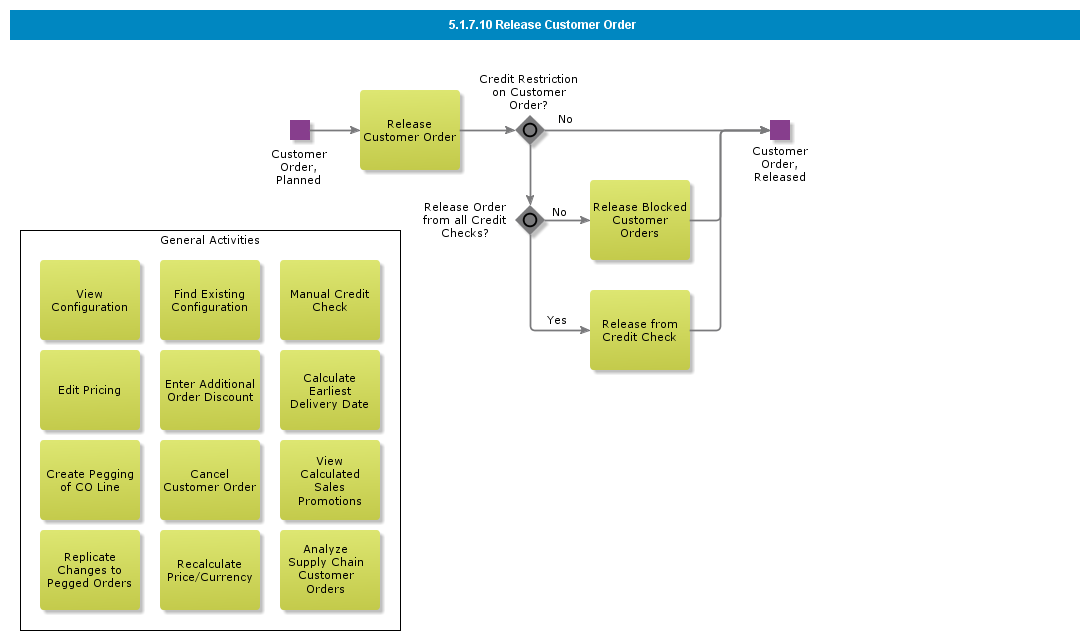 5.1.7.10 Release Customer Order
Credit Restriction
on Customer
Order?
No
Release
Customer Order
Customer
Order,
Planned
Customer
Order,
Released
Release Order
from all Credit
Checks?
No
Release Blocked
Customer
Orders
Yes
Release from
Credit Check
General Activities
View
Configuration
Find Existing
Configuration
Manual Credit
Check
Edit Pricing
Enter Additional
Order Discount
Calculate
Earliest
Delivery Date
Create Pegging
of CO Line
Cancel
Customer Order
View
Calculated
Sales
Promotions
Replicate
Changes to
Pegged Orders
Recalculate
Price/Currency
Analyze
Supply Chain
Customer
Orders